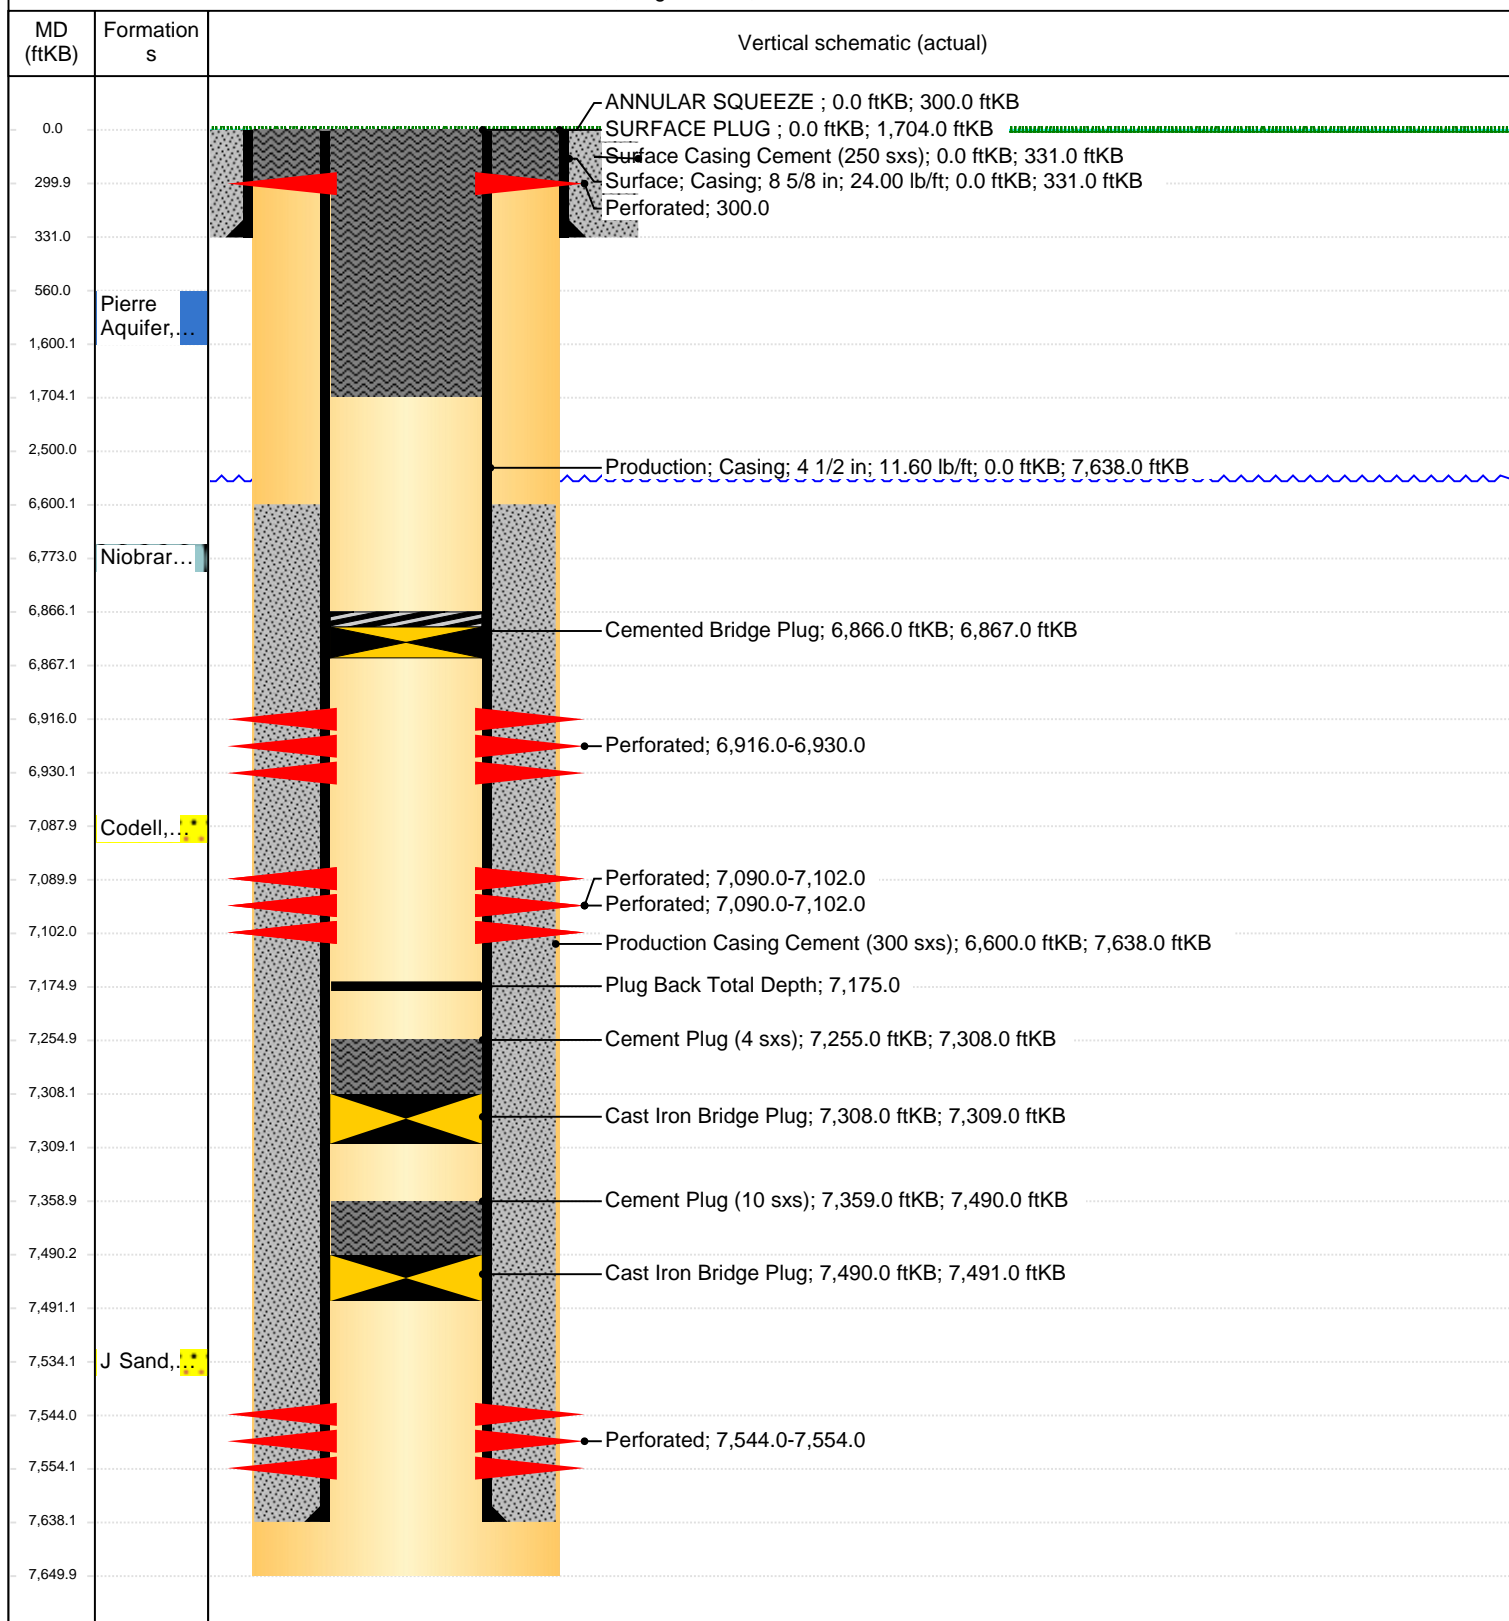 MD
(ftKB)
Formation
s
Vertical schematic (actual)
ANNULAR SQUEEZE ; 0.0 ftKB; 300.0 ftKB
0.0
SURFACE PLUG ; 0.0 ftKB; 1,704.0 ftKB
Surface Casing Cement (250 sxs); 0.0 ftKB; 331.0 ftKB
299.9
Surface; Casing; 8 5/8 in; 24.00 lb/ft; 0.0 ftKB; 331.0 ftKB
Perforated; 300.0
331.0
560.0
Pierre
Aquifer,...
1,600.1
1,704.1
2,500.0
Production; Casing; 4 1/2 in; 11.60 lb/ft; 0.0 ftKB; 7,638.0 ftKB
6,600.1
6,773.0
Niobrar...
6,866.1
Cemented Bridge Plug; 6,866.0 ftKB; 6,867.0 ftKB
6,867.1
6,916.0
Perforated; 6,916.0-6,930.0
6,930.1
7,087.9
Codell,...
7,089.9
Perforated; 7,090.0-7,102.0
Perforated; 7,090.0-7,102.0
7,102.0
Production Casing Cement (300 sxs); 6,600.0 ftKB; 7,638.0 ftKB
7,174.9
Plug Back Total Depth; 7,175.0
7,254.9
Cement Plug (4 sxs); 7,255.0 ftKB; 7,308.0 ftKB
7,308.1
Cast Iron Bridge Plug; 7,308.0 ftKB; 7,309.0 ftKB
7,309.1
7,358.9
Cement Plug (10 sxs); 7,359.0 ftKB; 7,490.0 ftKB
7,490.2
Cast Iron Bridge Plug; 7,490.0 ftKB; 7,491.0 ftKB
7,491.1
7,534.1
J Sand,...
7,544.0
Perforated; 7,544.0-7,554.0
7,554.1
7,638.1
7,649.9